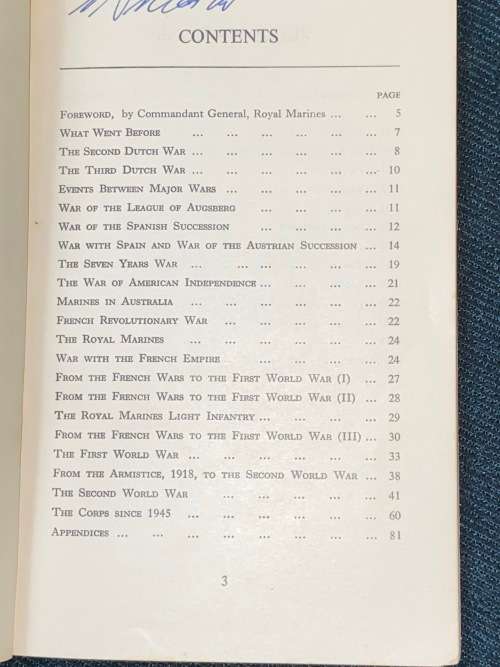 CONTENTS
PAGE
Foreword, by Commandant General, Royal Marines ... ... 5
What Went Before ... ... ... ... ... 7
The Second Dutch War ... ... ... ... ... ... 8
The Third Dutch War ... ... ... ... ... ... 10
Events Between Major Wars ... ... ... ... ... 11
War of the League of Augsberg ... ... ... ... 11
War of the Spanish Succession ... ... ... ... 12
War with Spain and War of the Austrian Succession ... 14
The Seven Years War ... ... ... ... ... ... 19
The War of American Independence ... ... ... ... 21
Marines in Australia ... ... ... ... ... ... 22
French Revolutionary War ... ... ... ... ... 22
The Royal Marines ... ... ... ... ... ... 24
War with the French Empire ... ... ... ... 24
From the French Wars to the First World War (I) ... 27
From the French Wars to the First World War (II) ... 28
The Royal Marines Light Infantry ... ... ... ... 29
From the French Wars to the First World War (III) ... 30
The First World War ... ... ... ... ... ... 33
From the Armistice, 1918, to the Second World War ... 38
The Second World War ... ... ... ... ... 41
The Corps since 1945 ... ... ... ... ... 60
Appendices ... ... ... ... ... ... ... ... 81
3